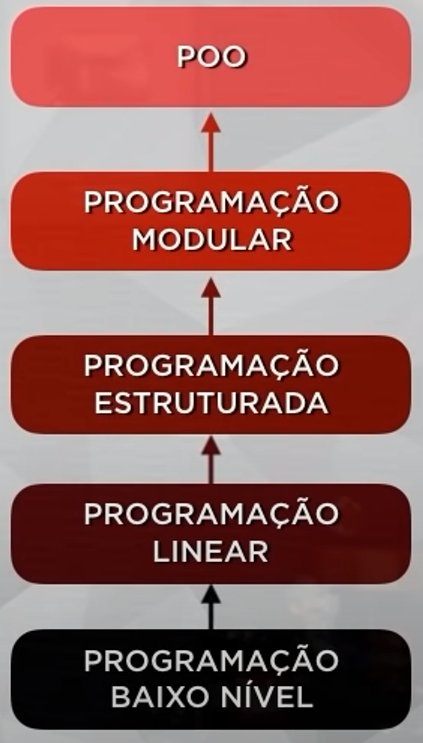 POO
PROGRAMAÇÃO
MODULAR
PROGRAMAÇÃO
ESTRUTURADA
PROGRAMAÇÃO
LINEAR
PROGRAMAÇÃO
BAIXO NÍVEL